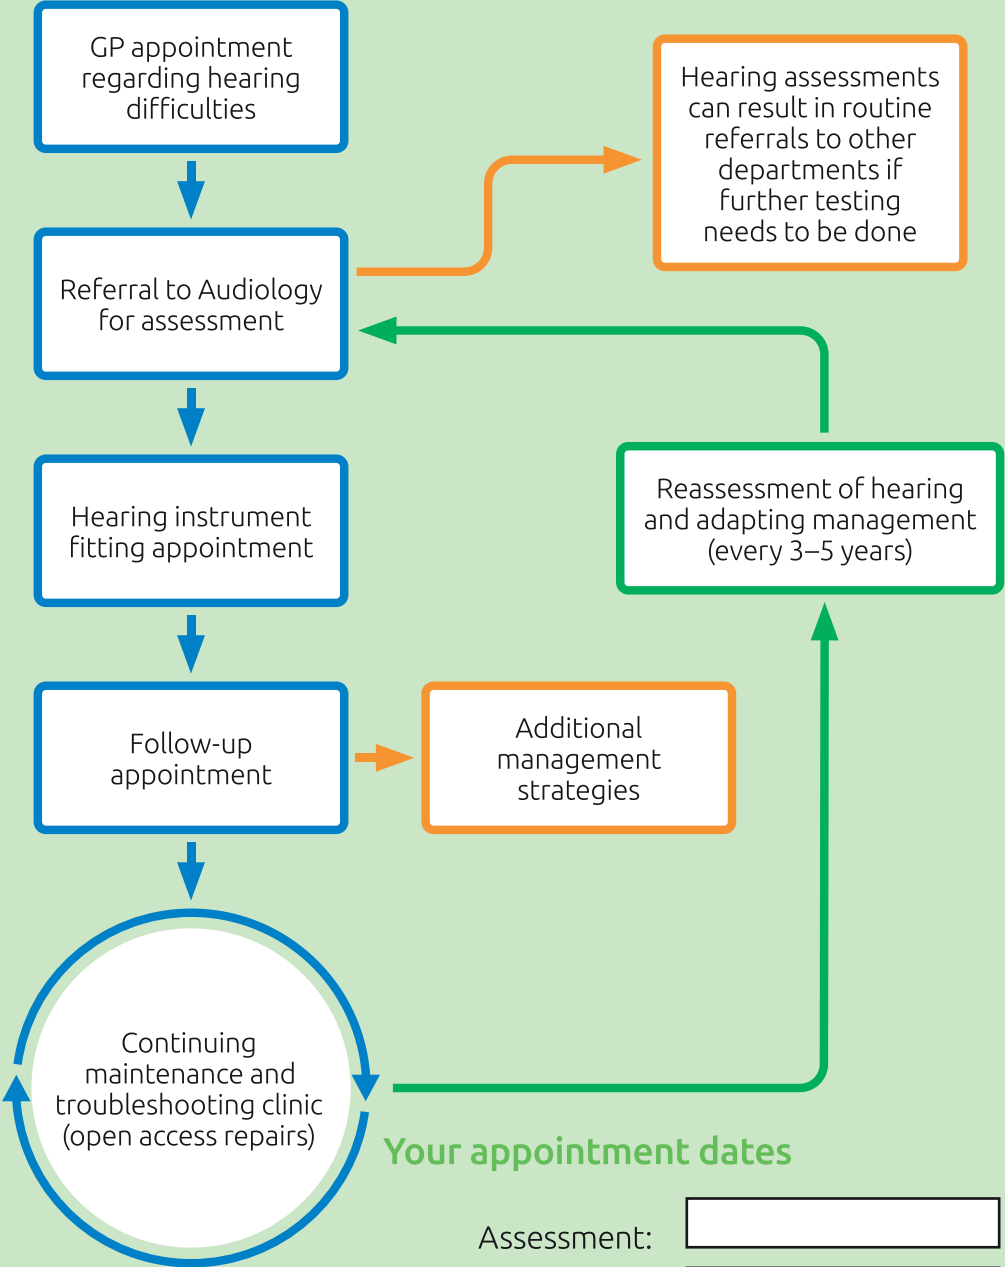 GP appointment
regarding hearing
difficulties
Hearing assessments
can result in routine
referrals to other
departments if
further testing
needs to be done
Referral to Audiology
for assessment
Hearing instrument
fitting appointment
Reassessment of hearing
and adapting management
(every 3–5 years)
Follow-up
appointment
Additional
management
strategies
Continuing
maintenance and
troubleshooting clinic
(open access repairs)
Your appointment dates
Assessment: